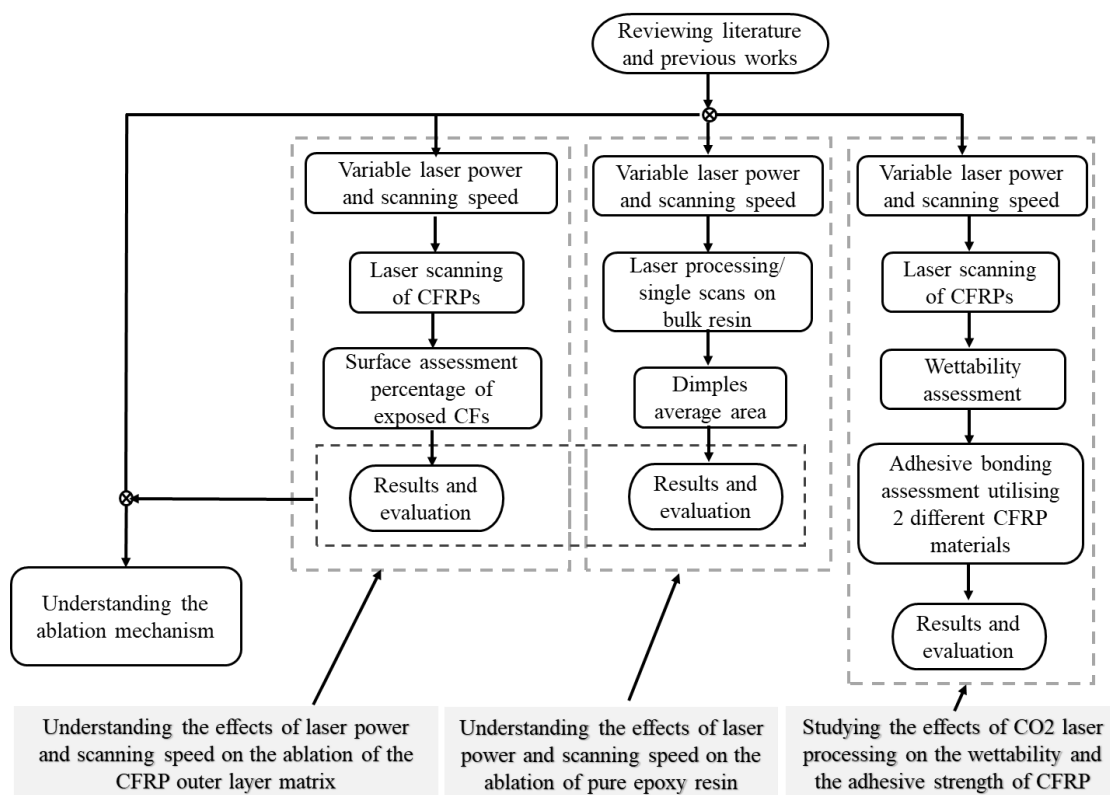 Reviewing literature
and previous works
Variable laser power
and scanning speed
Laser scanning
of CFRPs
Surface assessment
percentage of
exposed CFs
Results and
evaluation
Variable laser power
and scanning speed
Laser processing/
single scans on
bulk resin
Dimples
average area
Results and
evaluation
Variable laser power
and scanning speed
Laser scanning
of CFRPs
Wettability
assessment
Adhesive bonding
assessment utilising
2 different CFRP
materials
Results and
evaluation
Understanding the
ablation mechanism
Understanding the effects of laser power
and scanning speed on the ablation of the
CFRP outer layer matrix
Understanding the effects of laser
power and scanning speed on the
ablation of pure epoxy resin
Studying the effects of CO2 laser
processing on the wettability and
the adhesive strength of CFRP